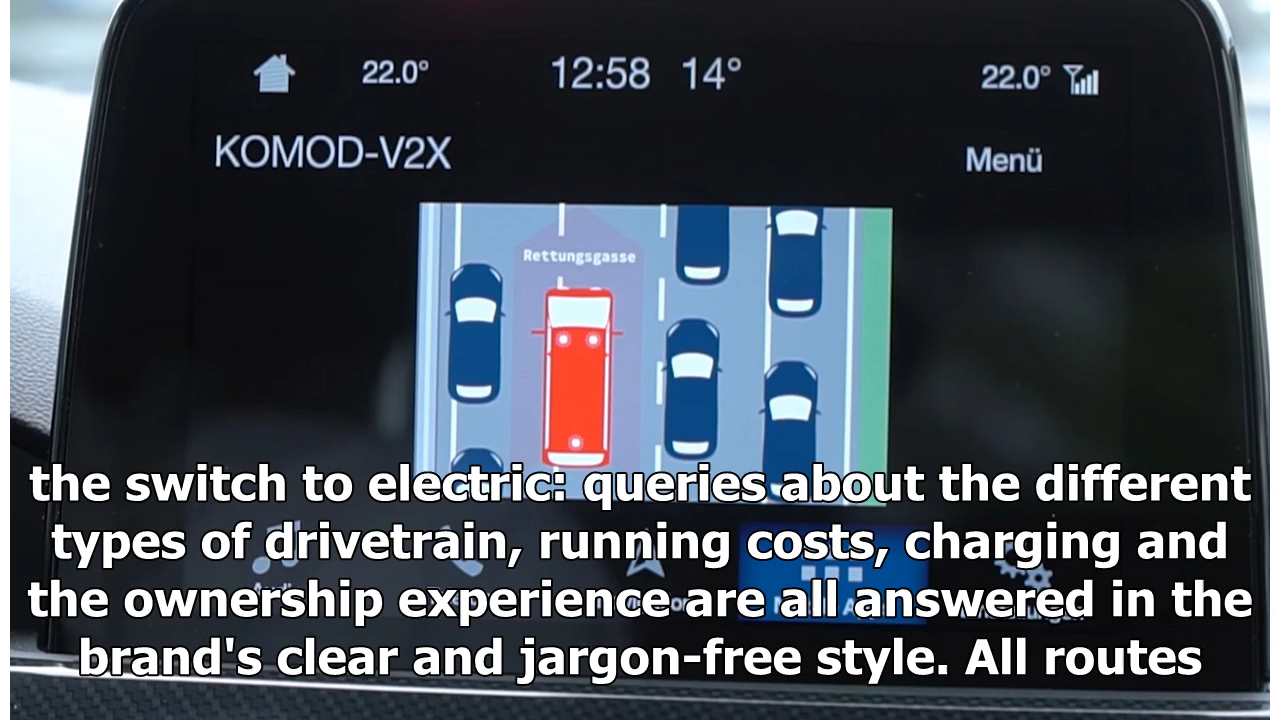 22.0° 12:58 14° 22.0°
KOMOD-V2X Menü
Rettungsgasse
the switch to electric: queries about the different
types of drivetrain, running costs, charging and
the ownership experience are all answered in the
brand's clear and jargon-free style. All routes